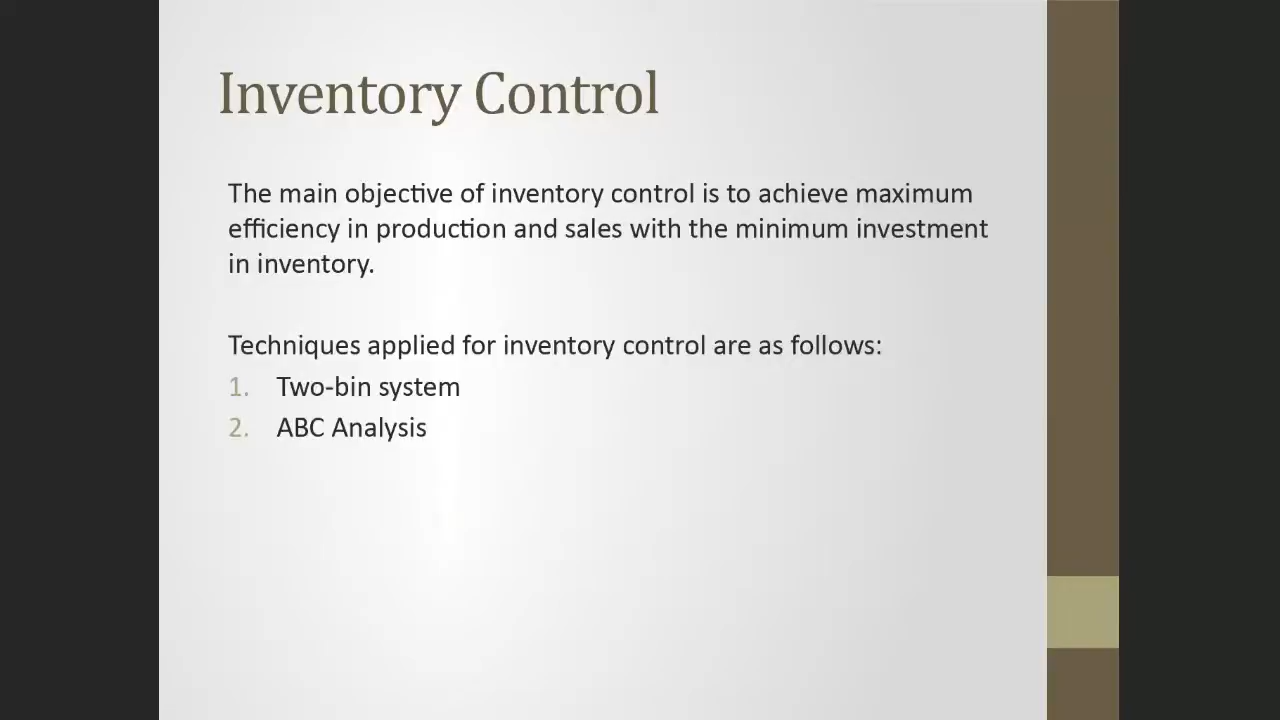 Inventory Control
The main objective of inventory control is to achieve maximum
efficiency in production and sales with the minimum investment
in inventory.
Techniques applied for inventory control are as follows:
1. Two-bin system
2. ABC Analysis